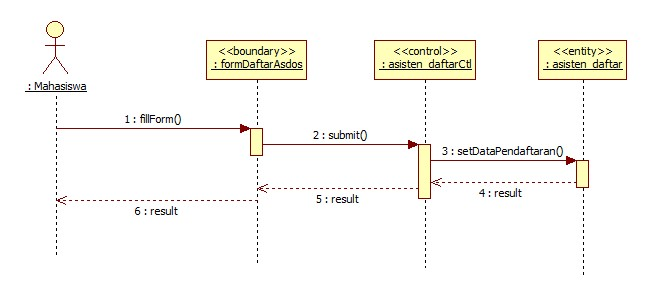 <<boundary>>
: formDaftarAsdos
<<control>>
: asisten_daftarCtl
<<entity>>
: asisten_daftar
: Mahasiswa
1 : fillForm()
2 : submit()
3 : setDataPendaftaran()
4 : result
5 : result
6 : result